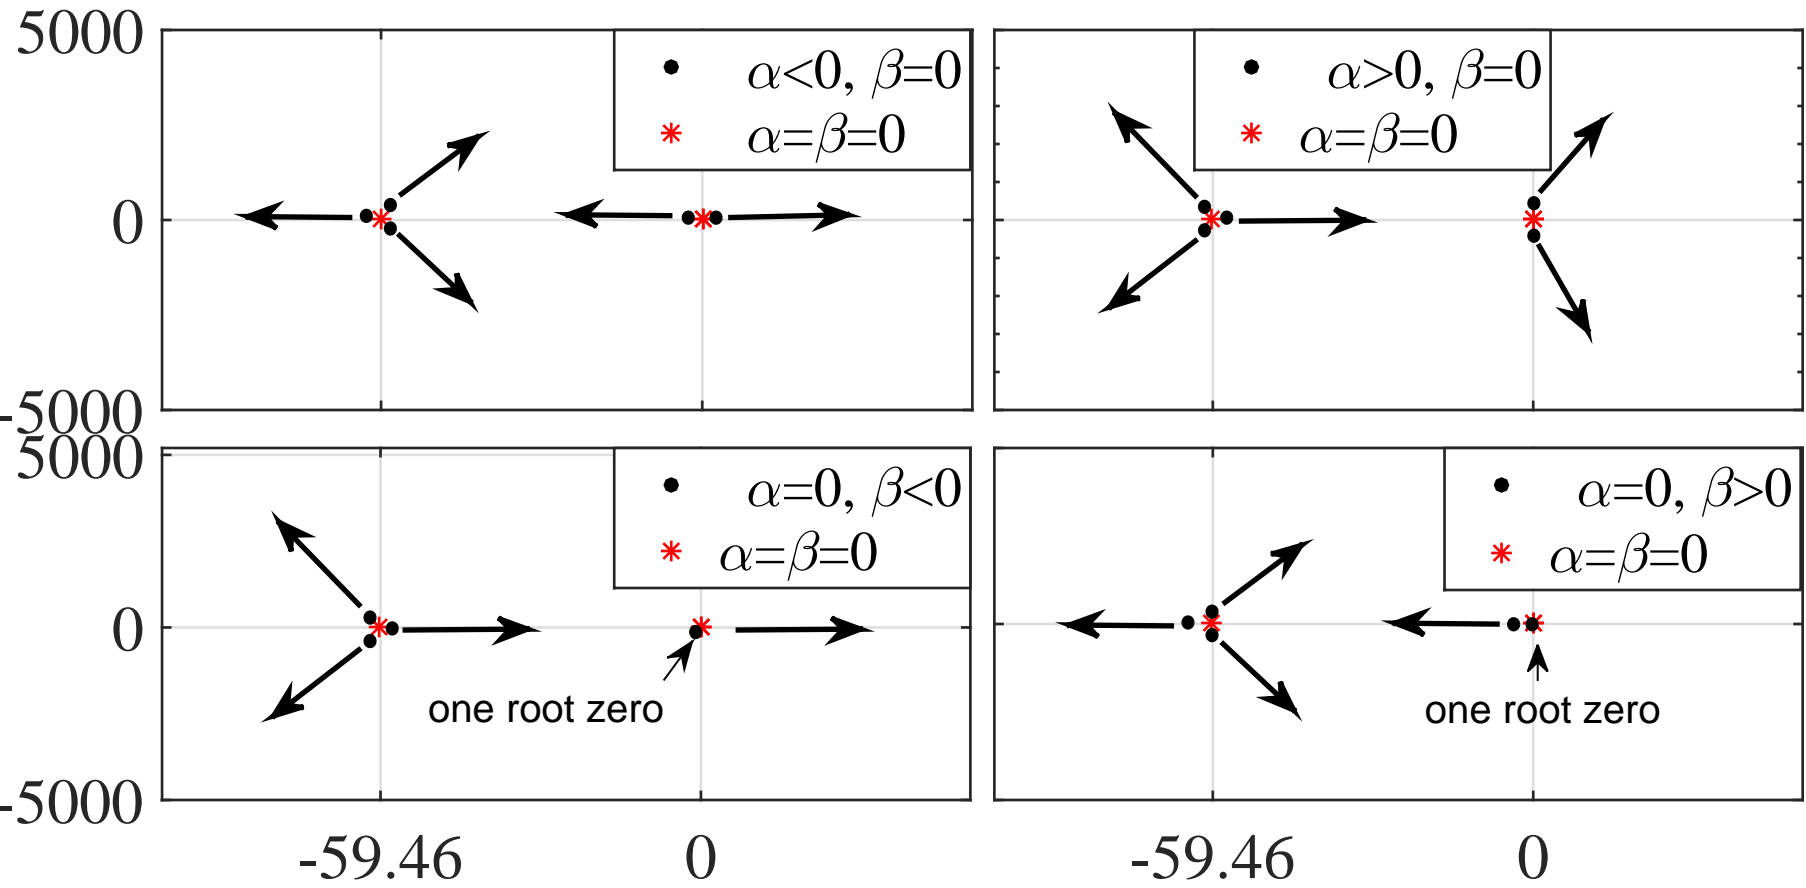 5000
0
-5000
α<0, β=0
α=β=0
α>0, β=0
α=β=0
5000
0
-5000
α=0, β<0
α=β=0
one root zero
α=0, β>0
α=β=0
one root zero
-59.46
0
-59.46
0